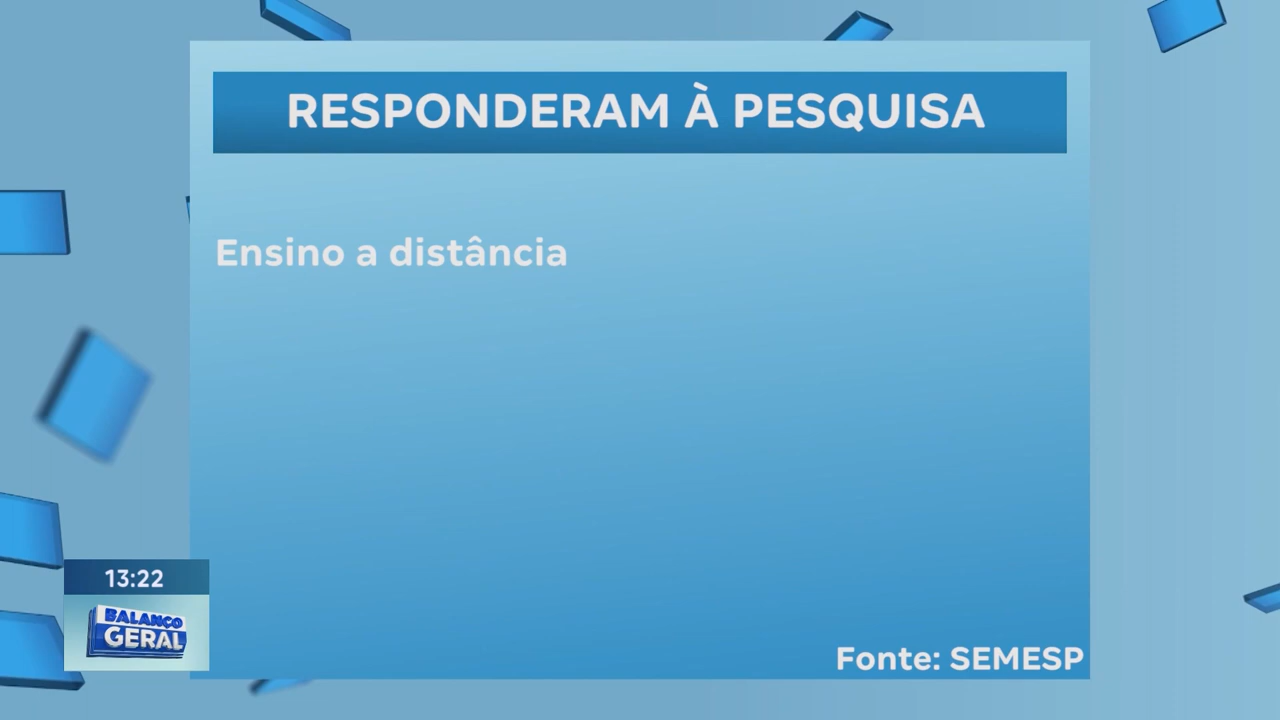 RESPONDERAM À PESQUISA
Ensino a distância
13:22
BALANÇO
GERAL
Fonte: SEMESP